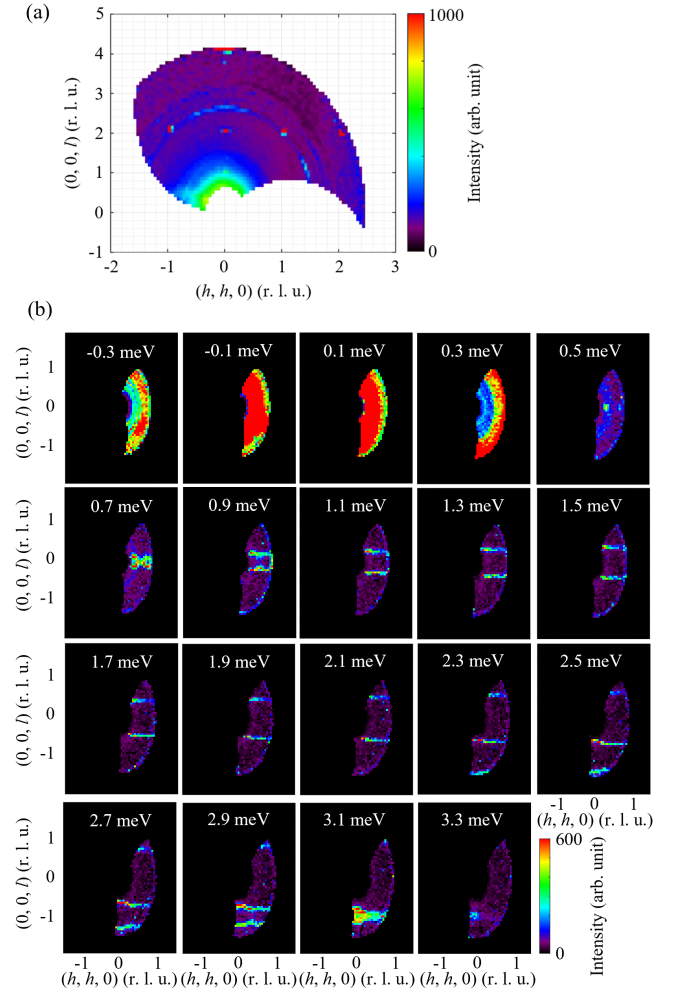 (a)
5
4
3
2
1
0
-1
-2
-1
0
1
2
3
(0, 0, l) (r. l. u.)
(h, h, 0) (r. l. u.)
1000
0
Intensity (arb. unit)
(b)
-0.3 meV
-0.1 meV
0.1 meV
0.3 meV
0.5 meV
(0, 0, l) (r. l. u.)
1
0
-1
0.7 meV
0.9 meV
1.1 meV
1.3 meV
1.5 meV
(0, 0, l) (r. l. u.)
1
0
-1
1.7 meV
1.9 meV
2.1 meV
2.3 meV
2.5 meV
(0, 0, l) (r. l. u.)
1
0
-1
-1 0 1
(h, h, 0) (r. l. u.)
2.7 meV
2.9 meV
3.1 meV
3.3 meV
(0, 0, l) (r. l. u.)
1
0
-1
600
0
Intensity (arb. unit)
-1 0 1 -1 0 1 -1 0 1 -1 0 1
(h, h, 0) (r. l. u.) (h, h, 0) (r. l. u.) (h, h, 0) (r. l. u.) (h, h, 0) (r. l. u.)